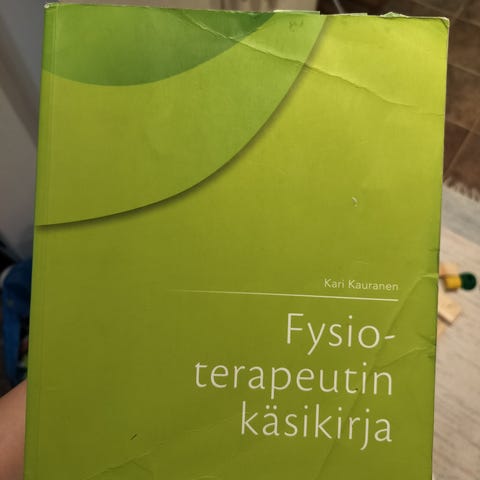 Kari Kauranen
Fysio-
terapeutin
käsikirja